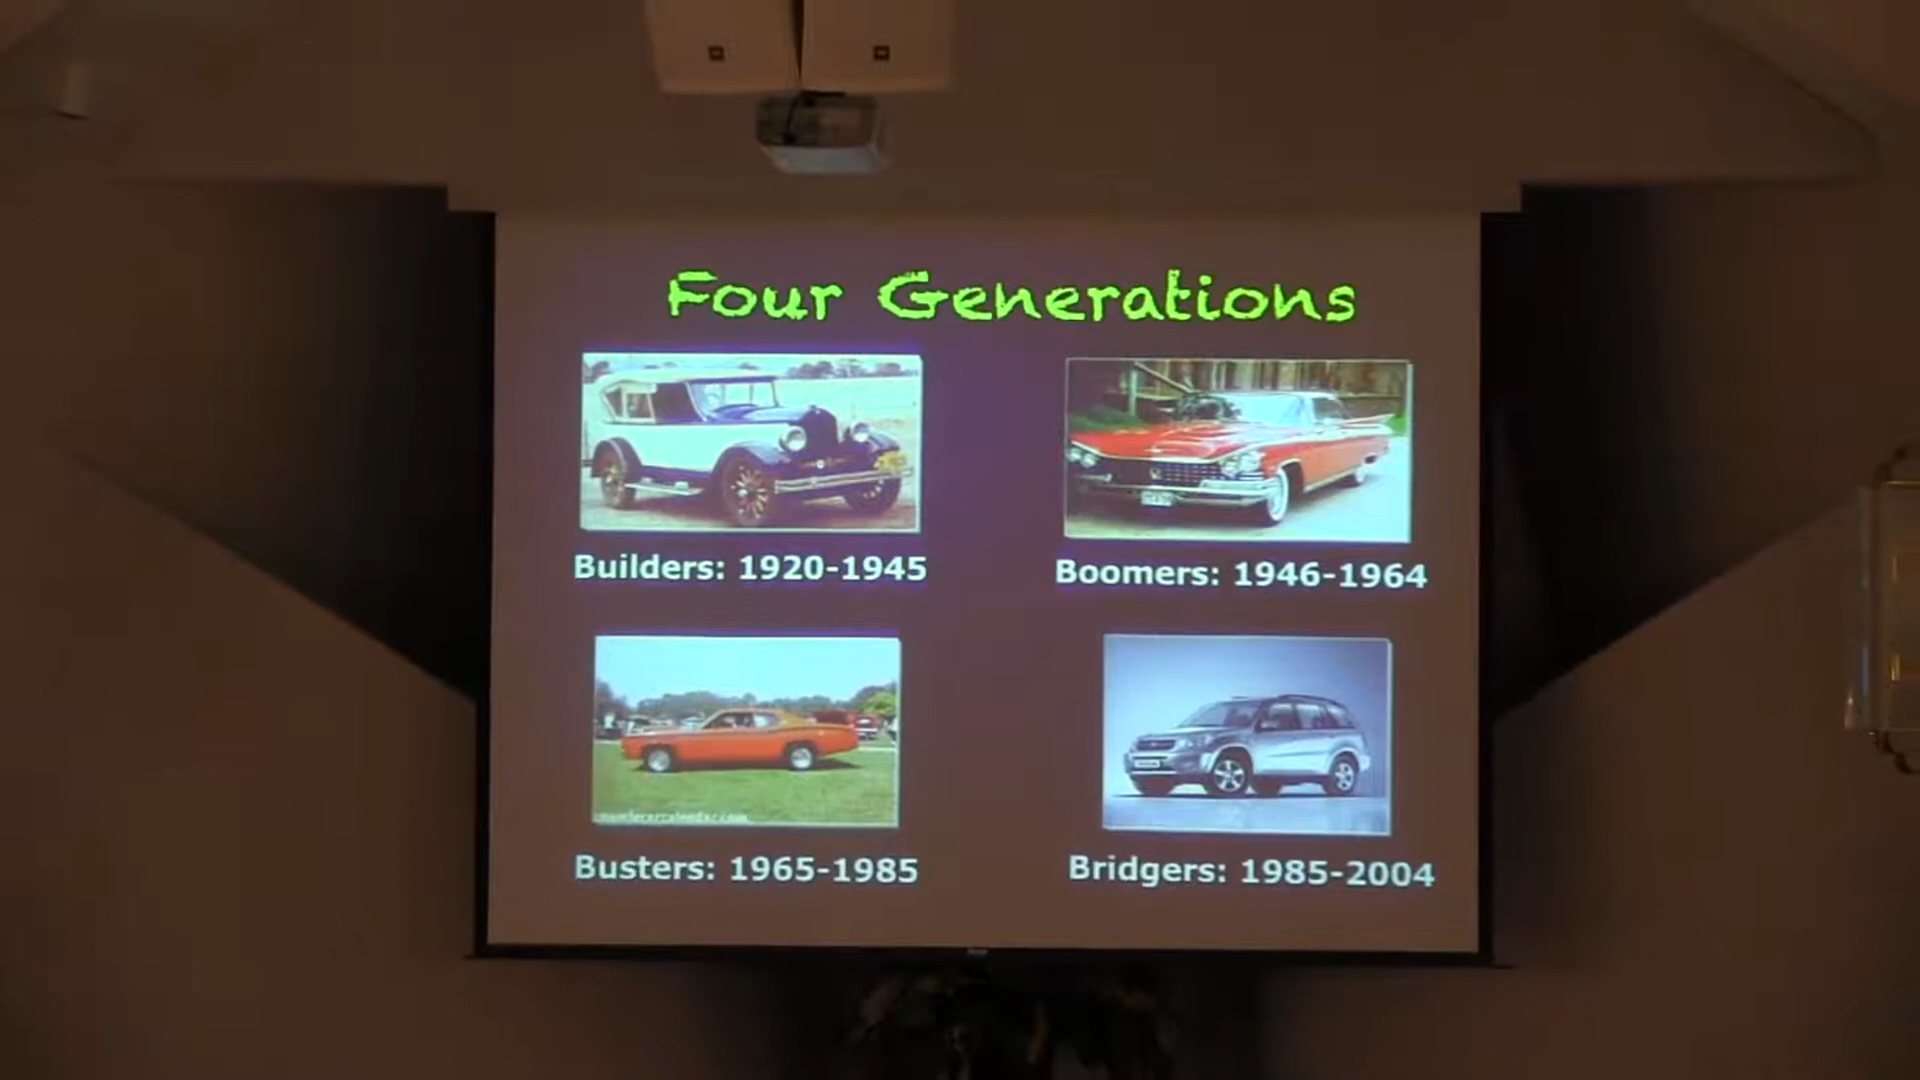 Four Generations
Builders: 1920-1945
Boomers: 1946-1964
Busters: 1965-1985
Bridgers: 1985-2004